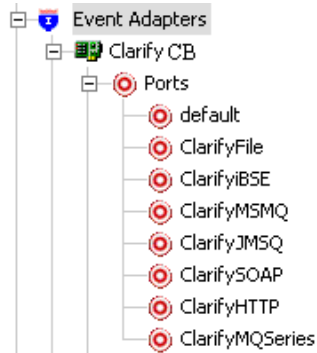 Event Adapters
Clarify CB
Ports
default
ClarifyFile
ClarifyiBSE
ClarifyMSMQ
ClarifyJMSQ
ClarifySOAP
ClarifyHTTP
ClarifyMQSeries